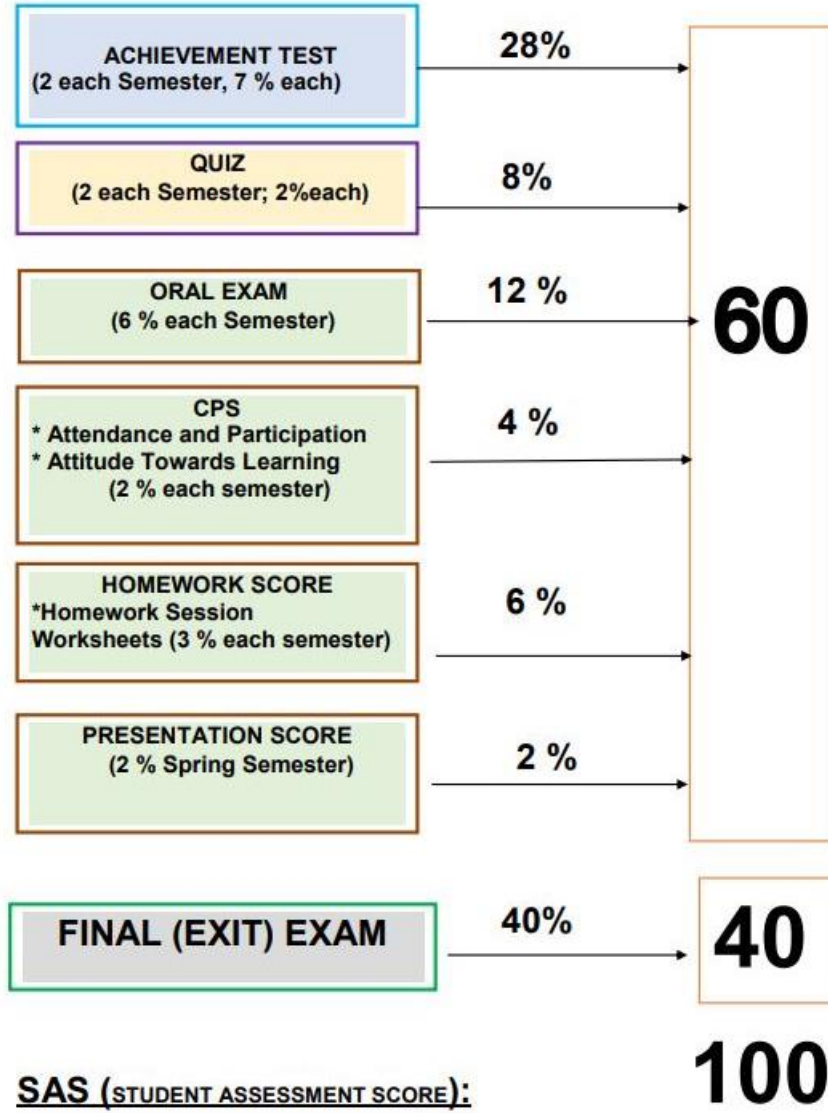 ACHIEVEMENT TEST
(2 each Semester, 7 % each)
28%
QUIZ
(2 each Semester; 2%each)
8%
ORAL EXAM
(6 % each Semester)
12 %
60
CPS
* Attendance and Participation
* Attitude Towards Learning
(2 % each semester)
4 %
HOMEWORK SCORE
*Homework Session
Worksheets (3 % each semester)
6 %
PRESENTATION SCORE
(2 % Spring Semester)
2 %
FINAL (EXIT) EXAM
40%
40
SAS (STUDENT ASSESSMENT SCORE):
100